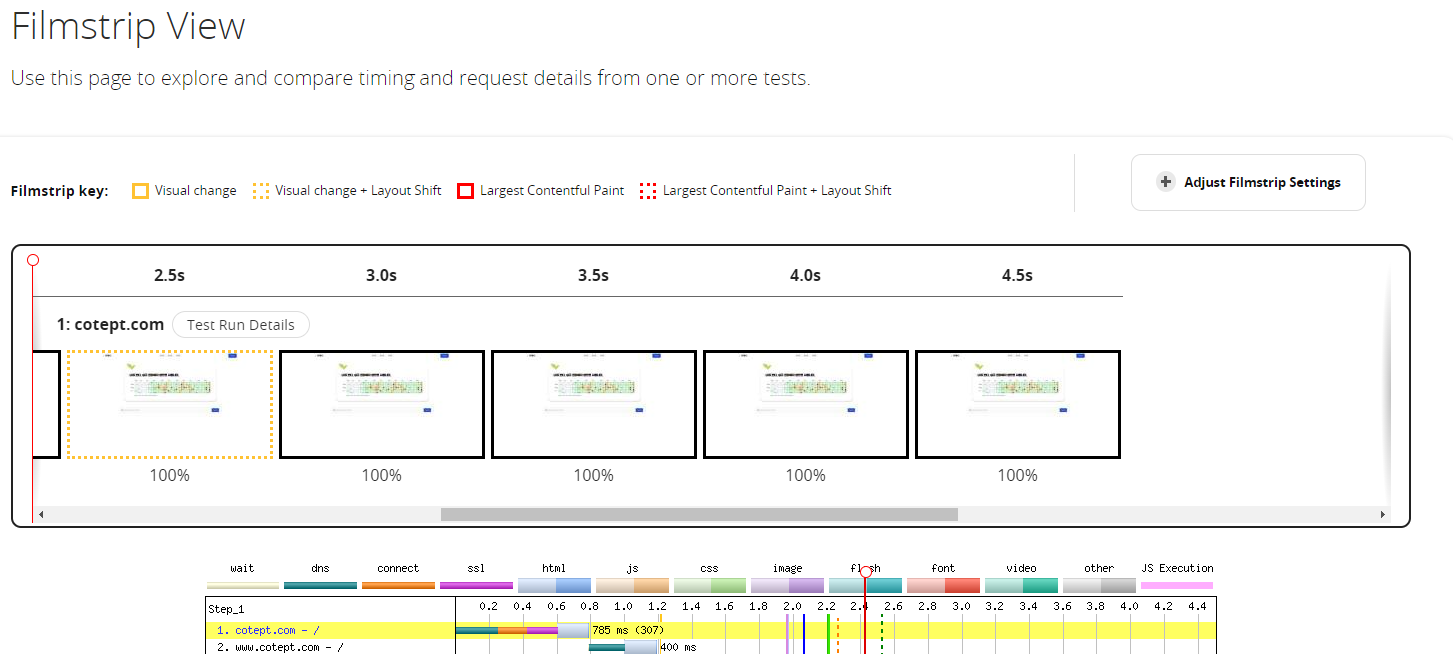 Filmstrip View
Use this page to explore and compare timing and request details from one or more tests.
Filmstrip key: Visual change Visual change + Layout Shift Largest Contentful Paint Largest Contentful Paint + Layout Shift
Adjust Filmstrip Settings
2.5s 3.0s 3.5s 4.0s 4.5s
1: cotept.com Test Run Details
100% 100% 100% 100% 100%
wait dns connect ssl html js css image font video other JS Execution
Step_1 0.2 0.4 0.6 0.8 1.0 1.2 1.4 1.6 1.8 2.0 2.2 2.4 2.6 2.8 3.0 3.2 3.4 3.6 3.8 4.0 4.2 4.4
1. cotept.com - / 785 ms (307)
2. www.cotept.com - / 400 ms